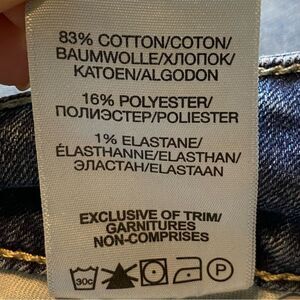 83% COTTON/COTON/
BAUMWOLLE/ХЛОПОК/
KATOEN/ALGODON
16% POLYESTER/
ПОЛИЭСТЕР/POLIESTER
1% ELASTANE/
ÉLASTHANNE/ELASTHAN/
ЭЛАСТАН/ELASTAAN
EXCLUSIVE OF TRIM/
GARNITURES
NON-COMPRISES
30c
P